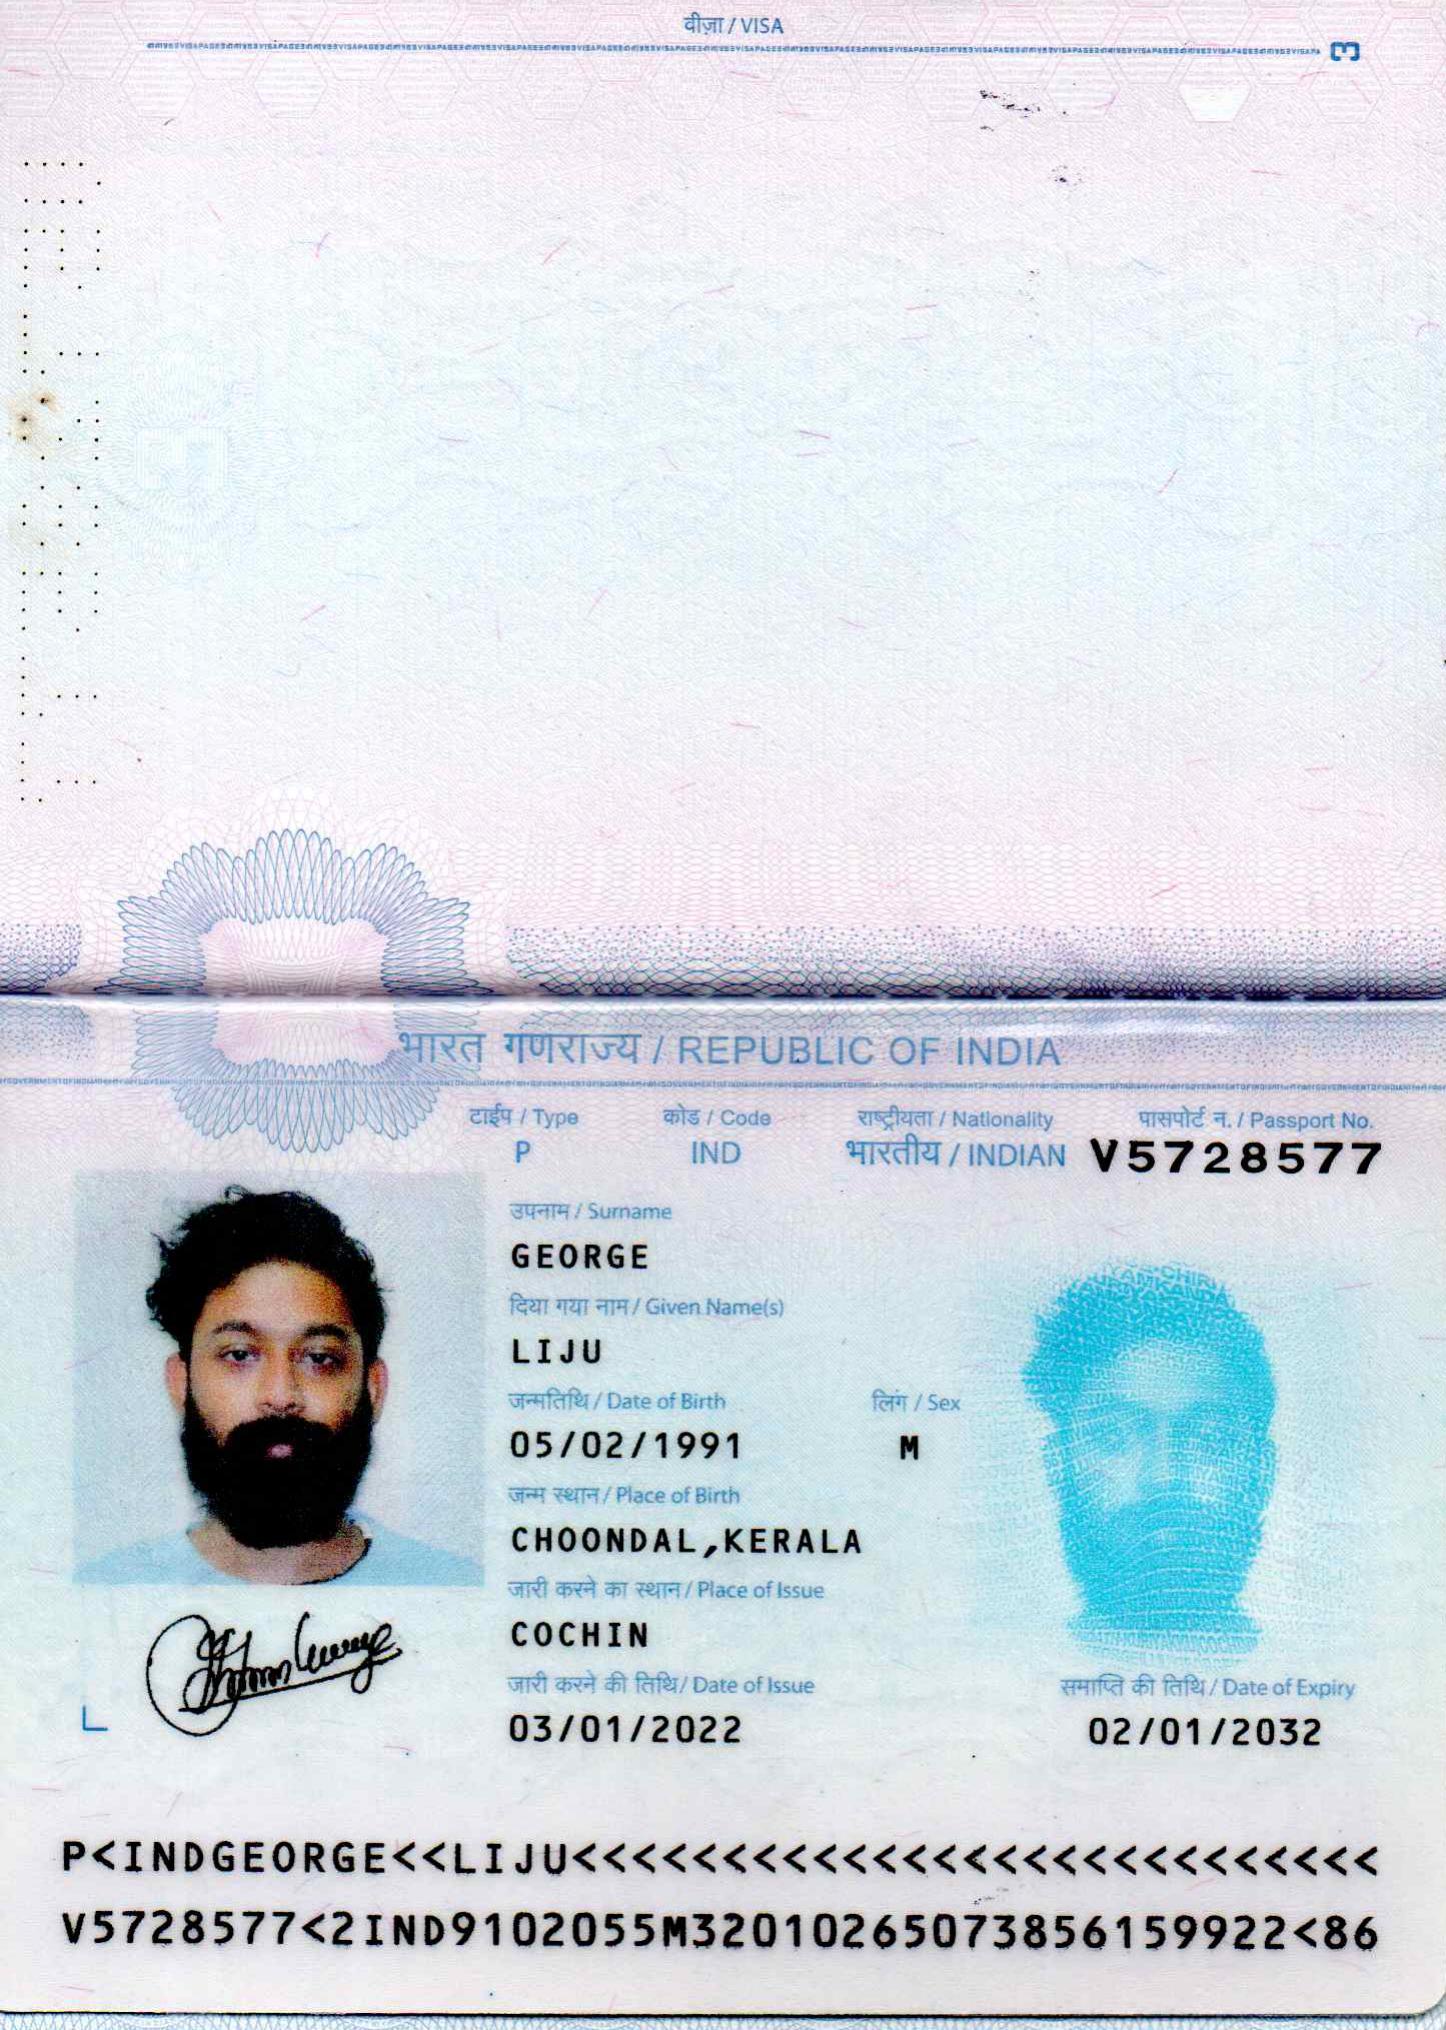 वीज़ा / VISA
3
भारत गणराज्य / REPUBLIC OF INDIA
टाईप / Type कोड / Code राष्ट्रीयता / Nationality पासपोर्ट न. / Passport No.
P IND भारतीय / INDIAN V5728577
उपनाम / Surname
GEORGE
दिया गया नाम / Given Name(s)
LIJU
जन्मतिथि / Date of Birth लिंग / Sex
05/02/1991 M
जन्म स्थान / Place of Birth
CHOONDAL,KERALA
जारी करने का स्थान / Place of Issue
COCHIN
जारी करने की तिथि / Date of Issue समाप्ति की तिथि / Date of Expiry
03/01/2022 02/01/2032
P<INDGEORGE<<LIJU<<<<<<<<<<<<<<<<<<<<<<<<<<<
V5728577<2IND9102055M3201026507385615992​2<86